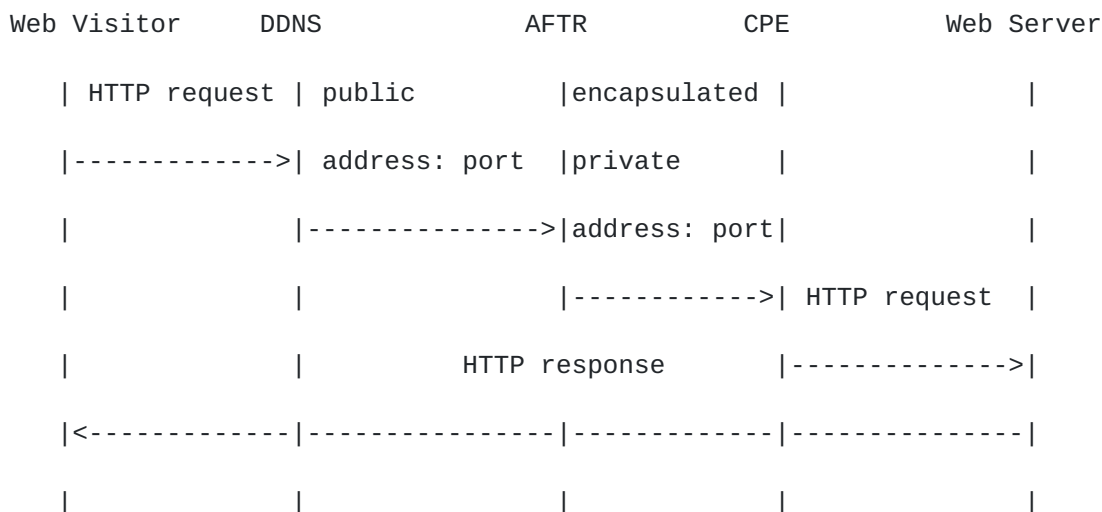 Web Visitor     DDNS             AFTR          CPE          Web Server
| HTTP request | public         |encapsulated |               |
|------------->| address: port  |private      |               |
|              |--------------->|address: port|               |
|              |                |------------>| HTTP request  |
|              |          HTTP response       |-------------->|
|<-------------|----------------|-------------|---------------|
|              |                |             |               |